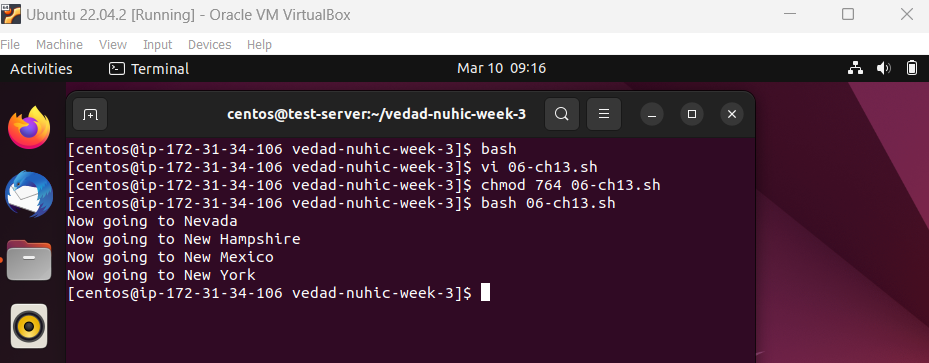 Ubuntu 22.04.2 [Running] - Oracle VM VirtualBox
File Machine View Input Devices Help
Activities Terminal Mar 10 09:16
centos@test-server:~/vedad-nuhic-week-3
[centos@ip-172-31-34-106 vedad-nuhic-week-3]$ bash
[centos@ip-172-31-34-106 vedad-nuhic-week-3]$ vi 06-ch13.sh
[centos@ip-172-31-34-106 vedad-nuhic-week-3]$ chmod 764 06-ch13.sh
[centos@ip-172-31-34-106 vedad-nuhic-week-3]$ bash 06-ch13.sh
Now going to Nevada
Now going to New Hampshire
Now going to New Mexico
Now going to New York
[centos@ip-172-31-34-106 vedad-nuhic-week-3]$